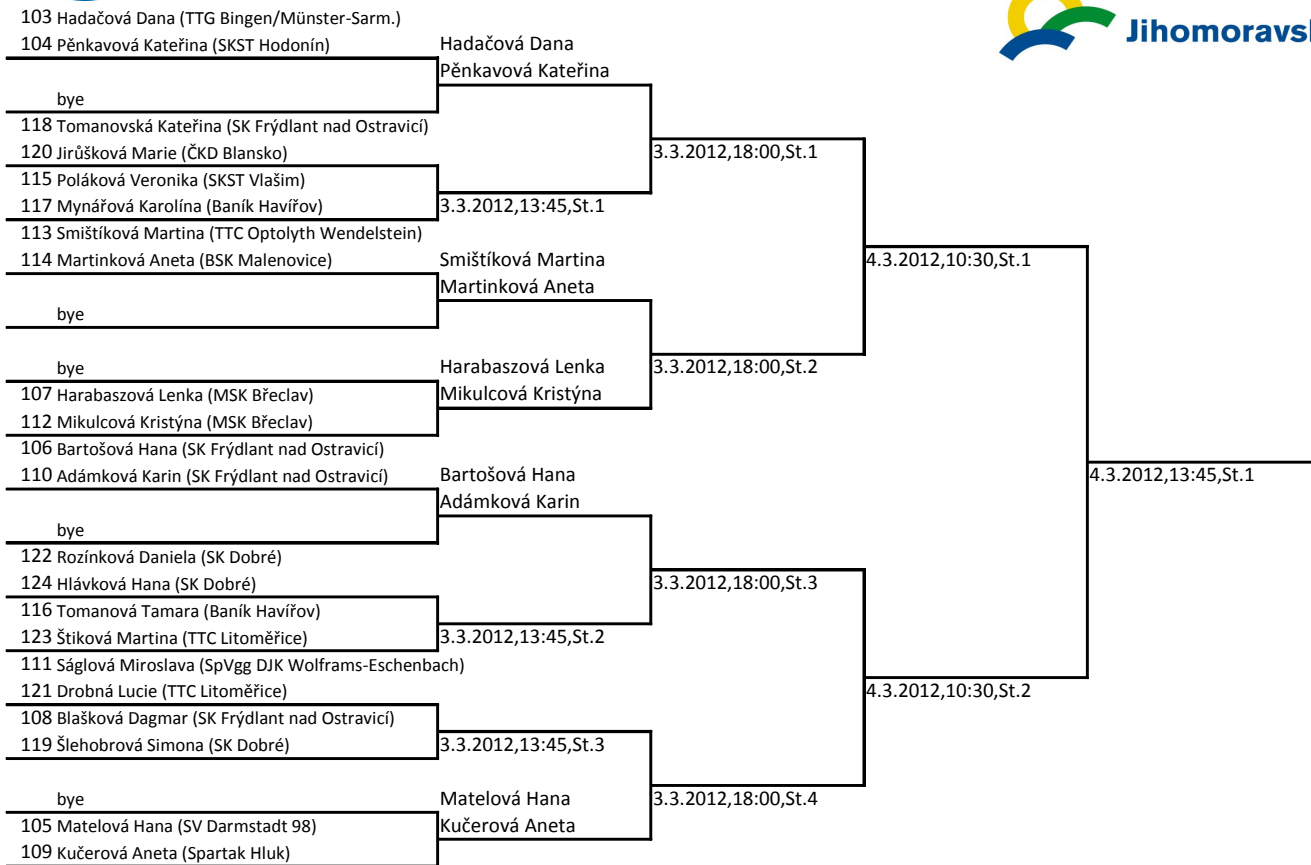 103 Hadačová Dana (TTG Bingen/Münster-Sarm.)
104 Pěnkavová Kateřina (SKST Hodonín)
Hadačová Dana
Pěnkavová Kateřina
bye
118 Tomanovská Kateřina (SK Frýdlant nad Ostravicí)
120 Jirůšková Marie (ČKD Blansko)
3.3.2012,18:00,St.1
115 Poláková Veronika (SKST Vlašim)
117 Mynářová Karolína (Baník Havířov)
3.3.2012,13:45,St.1
113 Smištíková Martina (TTC Optolyth Wendelstein)
114 Martinková Aneta (BSK Malenovice)
Smištíková Martina
Martinková Aneta
4.3.2012,10:30,St.1
bye
bye
Harabaszová Lenka
Mikulcová Kristýna
3.3.2012,18:00,St.2
107 Harabaszová Lenka (MSK Břeclav)
112 Mikulcová Kristýna (MSK Břeclav)
106 Bartošová Hana (SK Frýdlant nad Ostravicí)
110 Adámková Karin (SK Frýdlant nad Ostravicí)
Bartošová Hana
Adámková Karin
4.3.2012,13:45,St.1
bye
122 Rozínková Daniela (SK Dobré)
124 Hlávková Hana (SK Dobré)
3.3.2012,18:00,St.3
116 Tomanová Tamara (Baník Havířov)
123 Štiková Martina (TTC Litoměřice)
3.3.2012,13:45,St.2
111 Ságlová Miroslava (SpVgg DJK Wolframs-Eschenbach)
121 Drobná Lucie (TTC Litoměřice)
4.3.2012,10:30,St.2
108 Blašková Dagmar (SK Frýdlant nad Ostravicí)
119 Šlehobrová Simona (SK Dobré)
3.3.2012,13:45,St.3
bye
Matelová Hana
Kučerová Aneta
3.3.2012,18:00,St.4
105 Matelová Hana (SV Darmstadt 98)
109 Kučerová Aneta (Spartak Hluk)